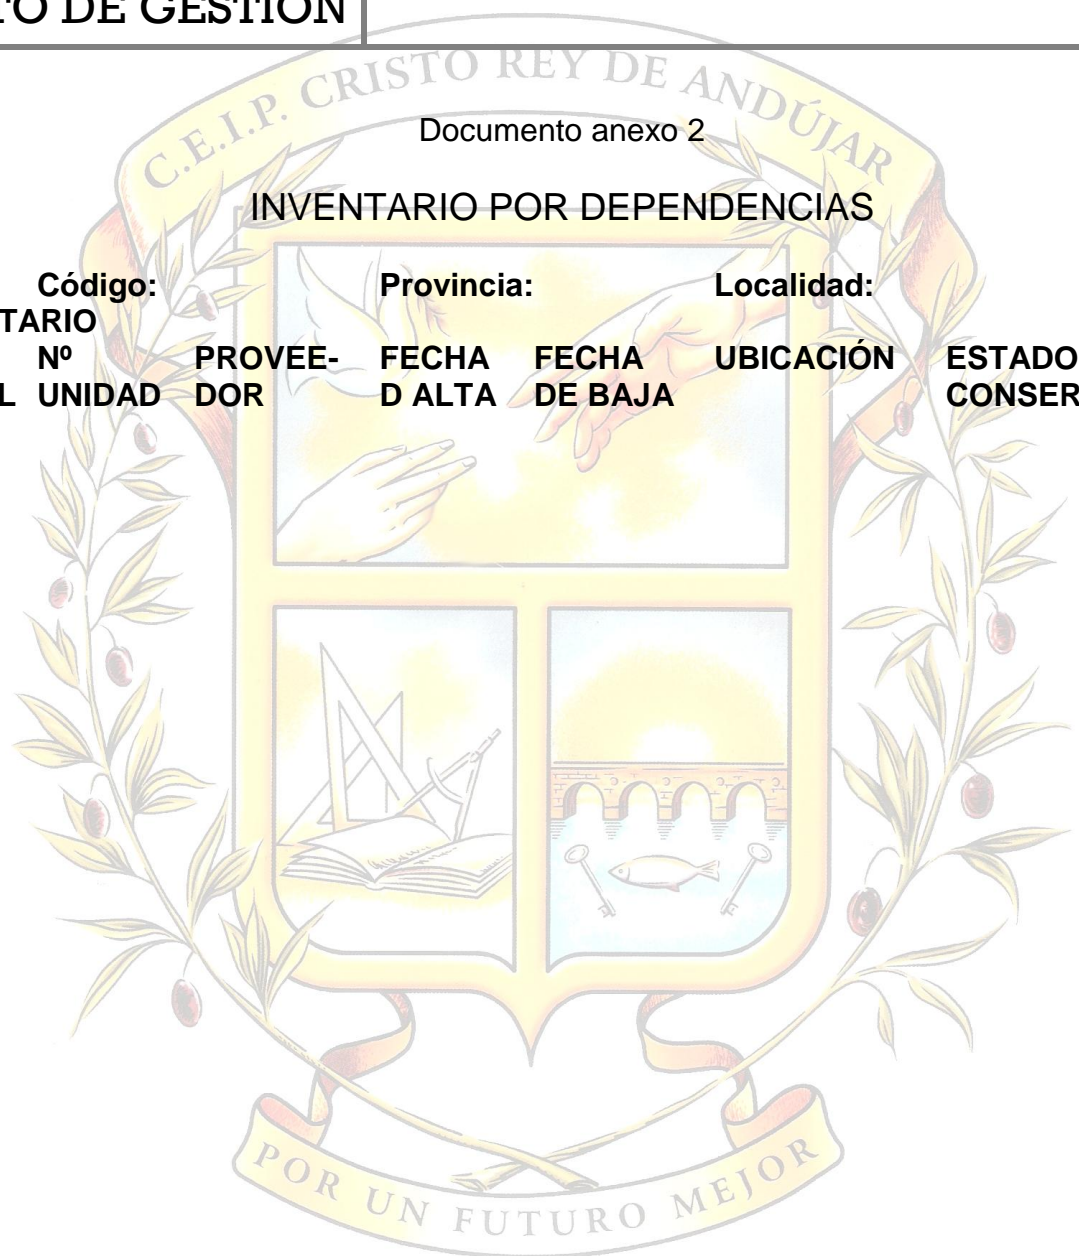 TO DE GESTIÓN
C.E.I.P. CRISTO REY DE ANDÚJAR
Documento anexo 2
INVENTARIO POR DEPENDENCIAS
Código: Provincia: Localidad:
TARIO
Nº PROVEE- FECHA FECHA UBICACIÓN ESTADO
L UNIDAD DOR D ALTA DE BAJA CONSER
POR UN FUTURO MEJOR